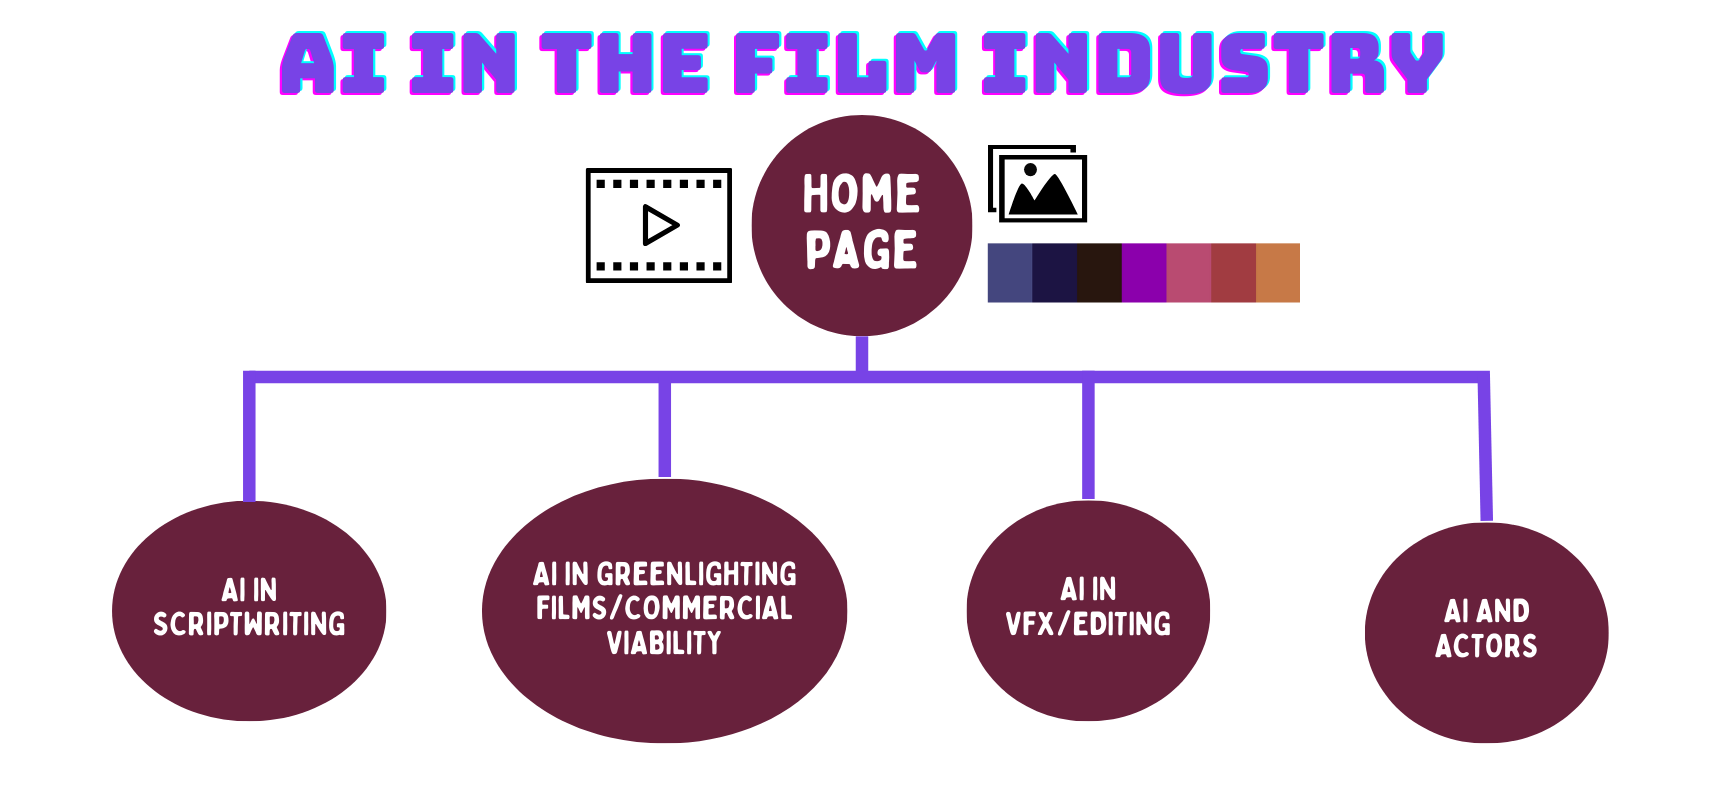 AI IN THE FILM INDUSTRY
HOME
PAGE
AI IN
SCRIPTWRITING
AI IN GREENLIGHTING
FILMS/COMMERCIAL
VIABILITY
AI IN
VFX/EDITING
AI AND
ACTORS